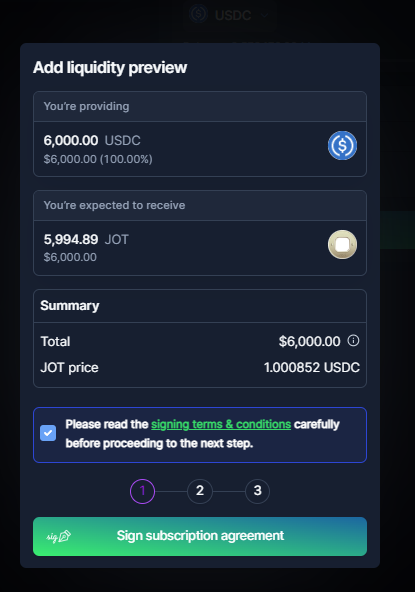 USDC
Add liquidity preview
You're providing
6,000.00 USDC
$6,000.00 (100.00%)
You're expected to receive
5,994.89 JOT
$6,000.00
Summary
Total $6,000.00
JOT price 1.000852 USDC
Please read the signing terms & conditions carefully
before proceeding to the next step.
1 2 3
sig Sign subscription agreement